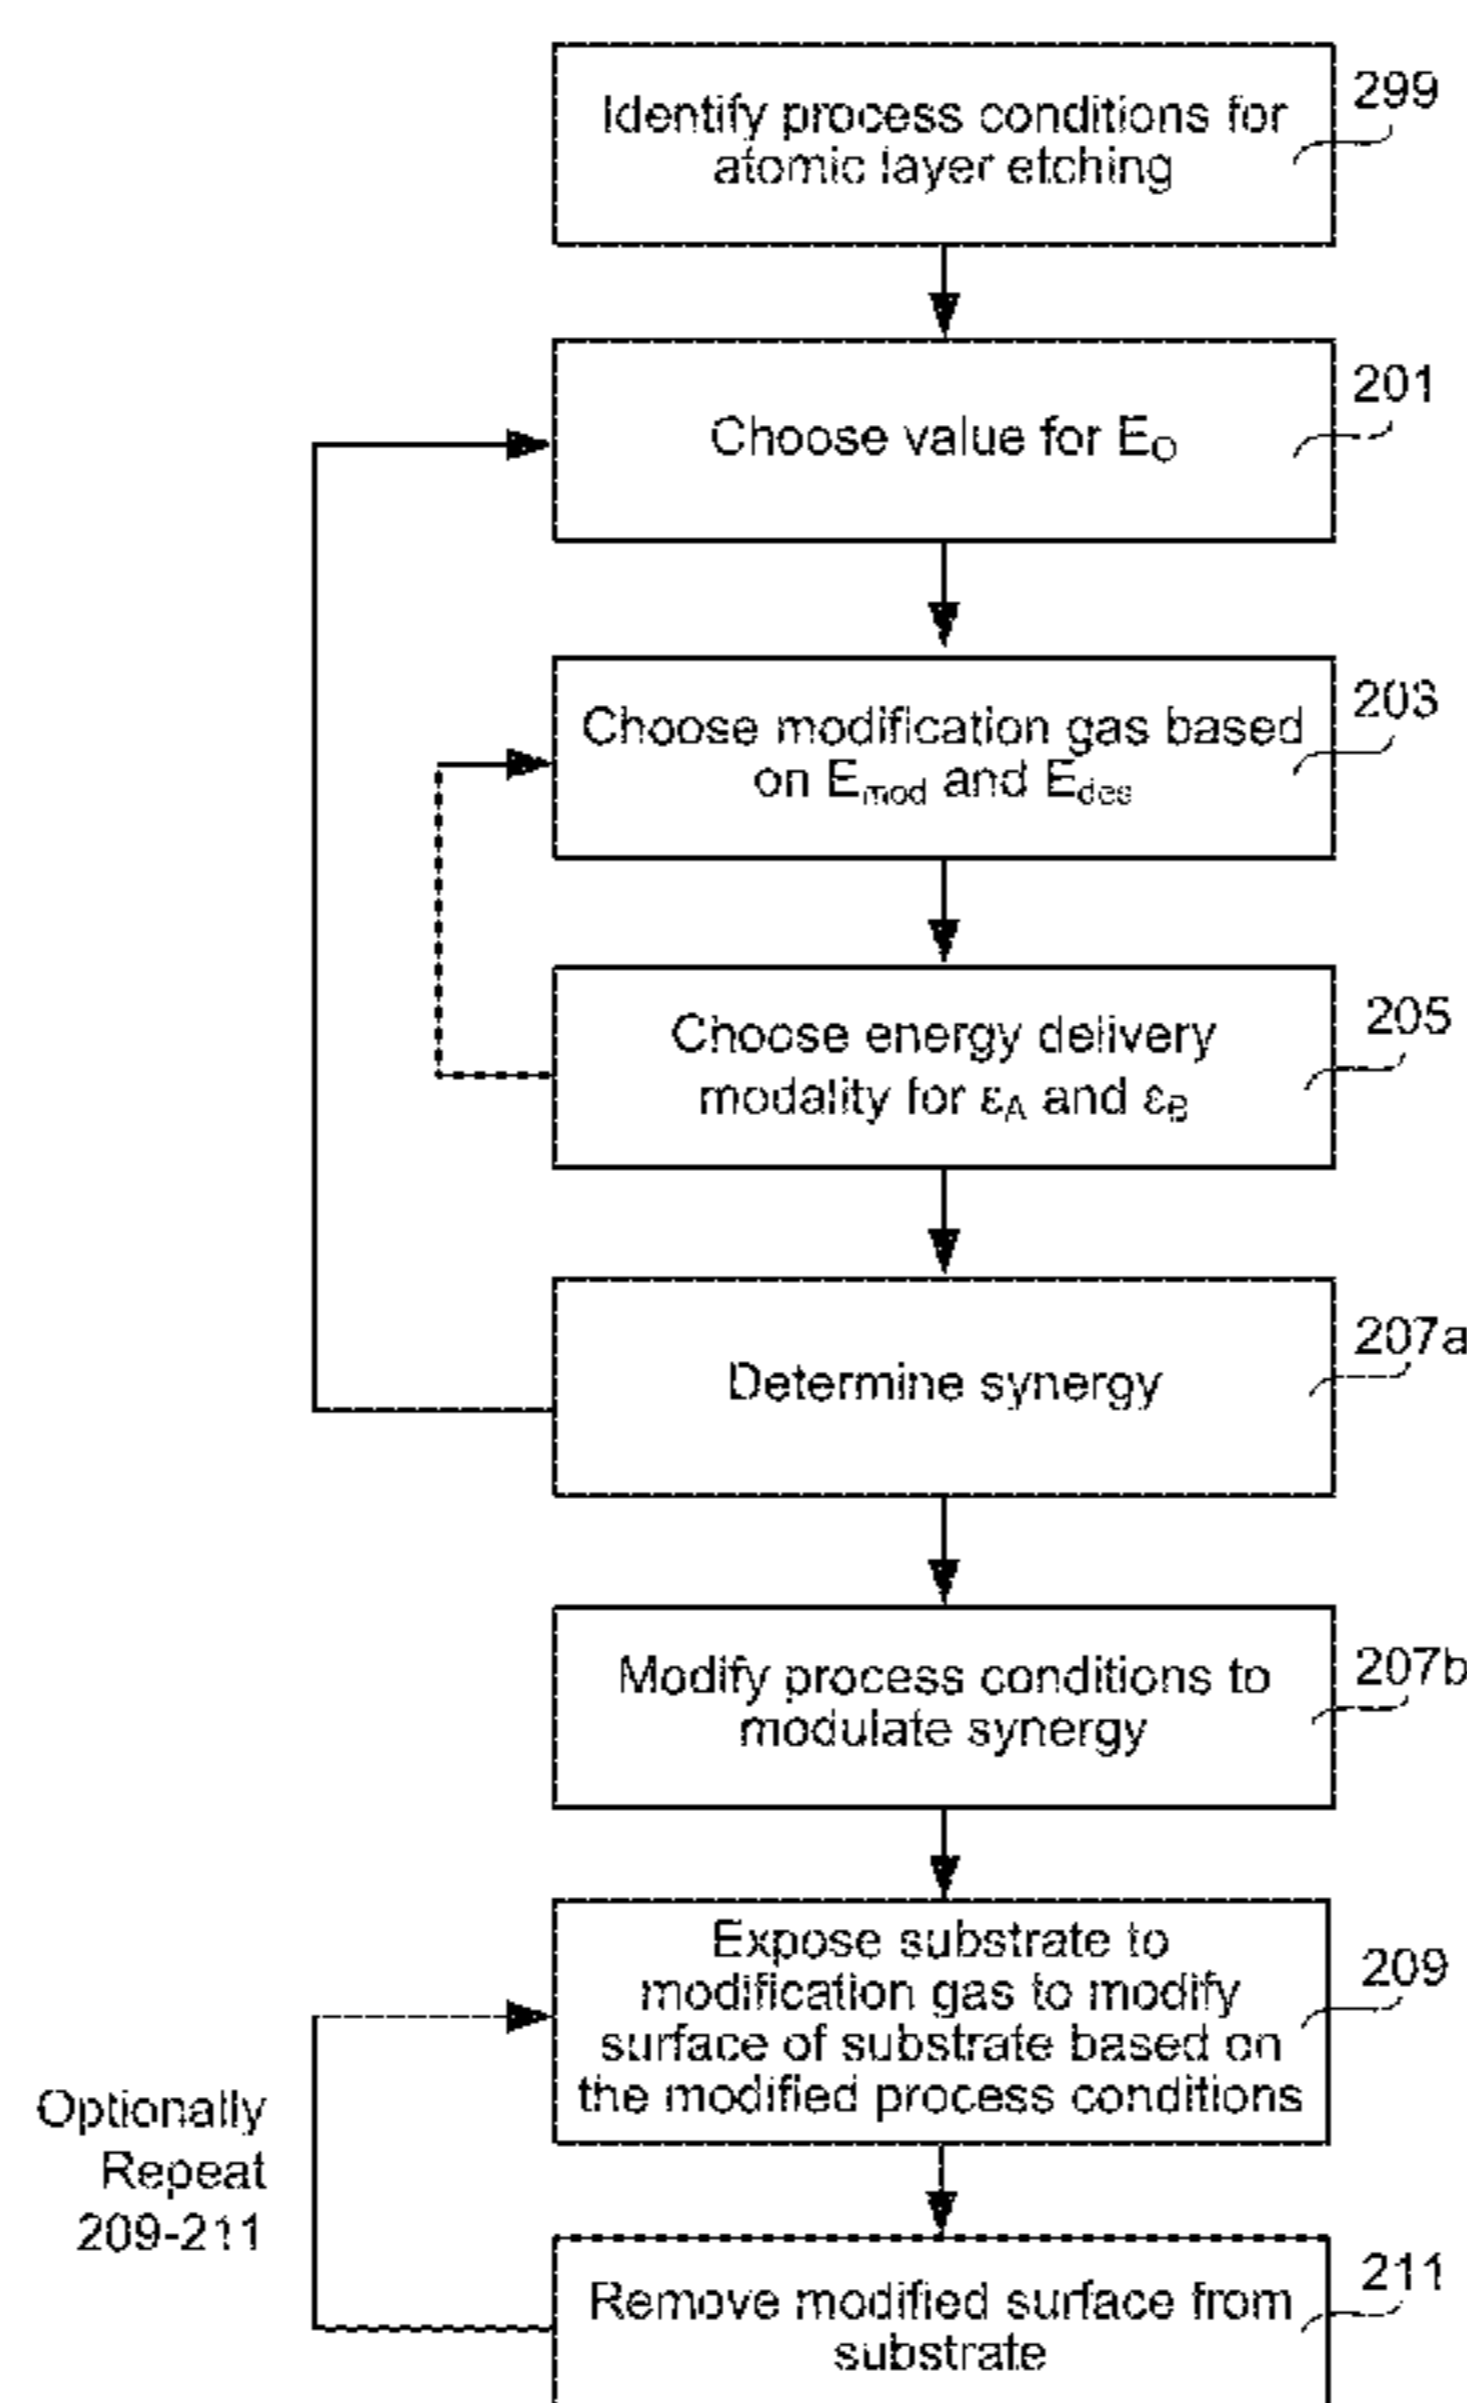 Identify process conditions for
atomic layer etching
299
Choose value for EO
201
Choose modification gas based
on Emod and Edes
203
Choose energy delivery
modality for εA and εB
205
Determine synergy
207a
Modify process conditions to
modulate synergy
207b
Expose substrate to
modification gas to modify
surface of substrate based on
the modified process conditions
209
Optionally
Repeat
209-211
Remove modified surface from
substrate
211